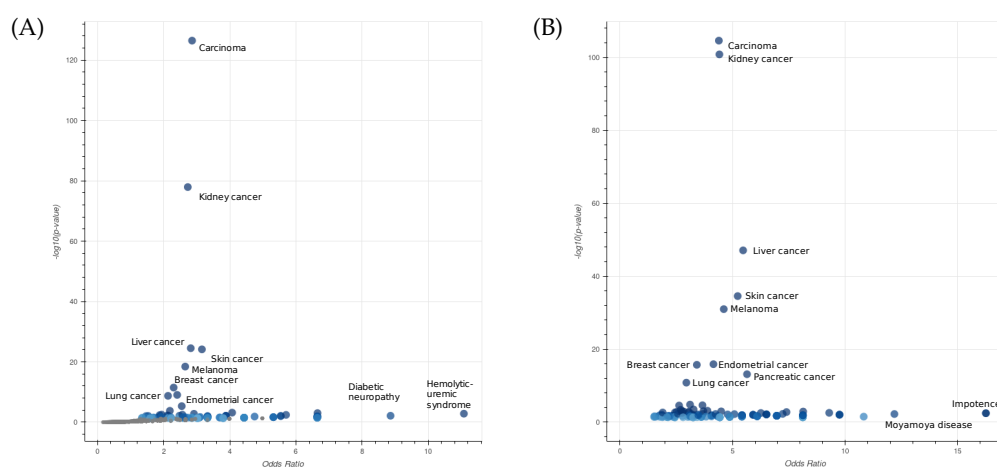 (A)
-log10(p-value)
120
100
80
60
40
20
0
Carcinoma
Kidney cancer
Liver cancer
Skin cancer
Melanoma
Breast cancer
Lung cancer
Endometrial cancer
Diabetic
neuropathy
Hemolytic-
uremic
syndrome
0 2 4 6 8 10
Odds Ratio
(B)
-log10(p-value)
100
80
60
40
20
0
Carcinoma
Kidney cancer
Liver cancer
Skin cancer
Melanoma
Breast cancer
Endometrial cancer
Pancreatic cancer
Lung cancer
Impotence
Moyamoya disease
0 5 10 15
Odds Ratio